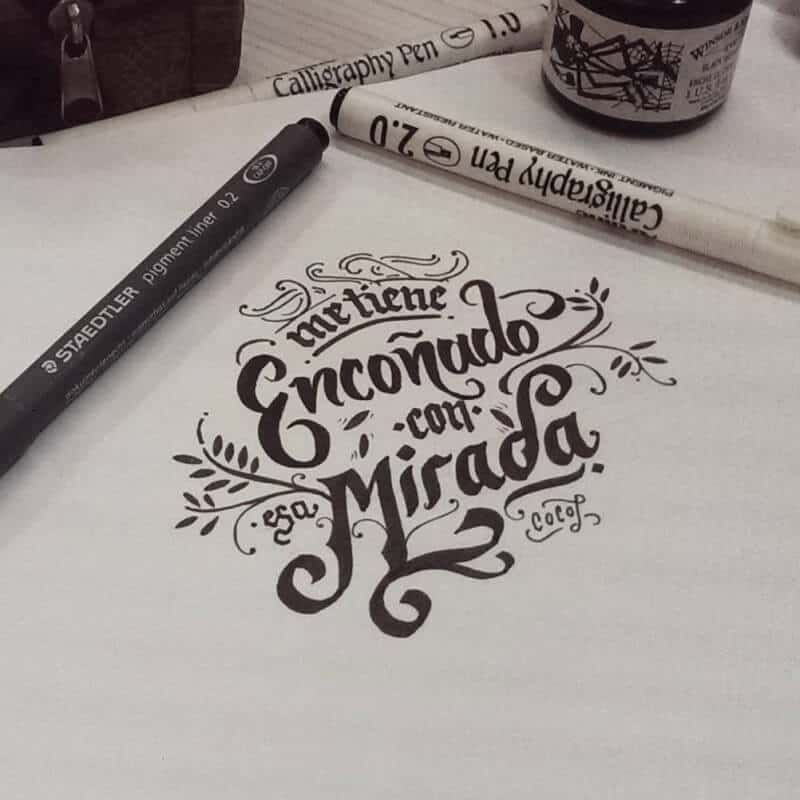 Calligraphy Pen 1.0
WINSOR &
Calligraphy Pen 2.0
PIGMENT INK · WATER BASED · WATER RESISTANT
STAEDTLER pigment liner 0.2
me tiene
Encoñado
·con·
esa Mirada.
cocol